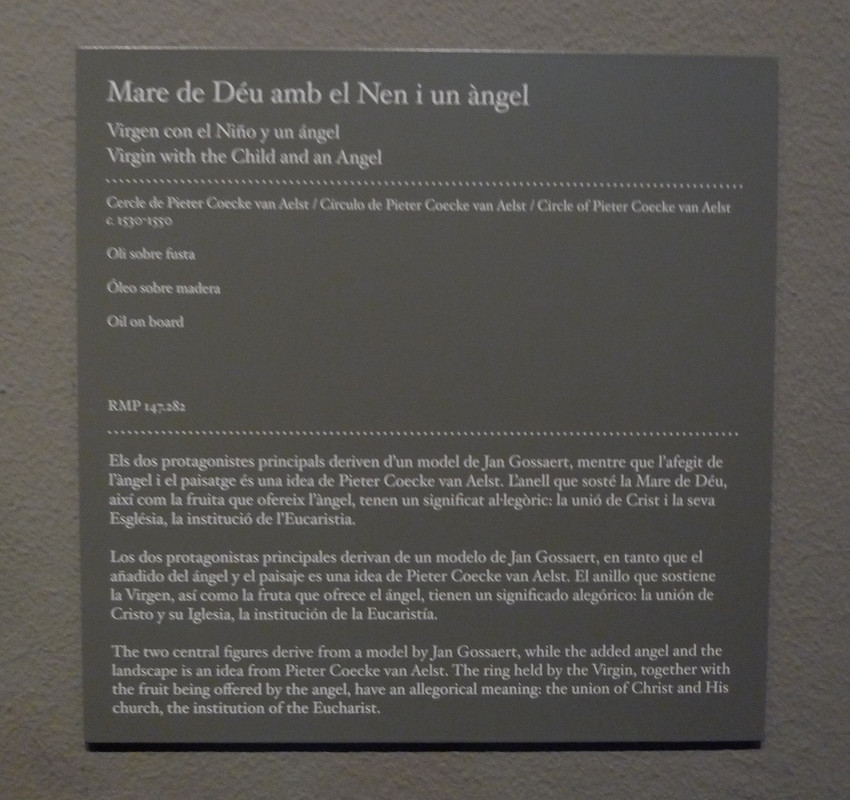 Mare de Déu amb el Nen i un àngel
Virgen con el Niño y un ángel
Virgin with the Child and an Angel
Cercle de Pieter Coecke van Aelst / Círculo de Pieter Coecke van Aelst / Circle of Pieter Coecke van Aelst
c. 1530-1550
Oli sobre fusta
Óleo sobre madera
Oil on board
RMP 147.282
Els dos protagonistes principals deriven d'un model de Jan Gossaert, mentre que l'afegit de
l'àngel i el paisatge és una idea de Pieter Coecke van Aelst. L'anell que sosté la Mare de Déu,
així com la fruita que ofereix l'àngel, tenen un significat al·legòric: la unió de Crist i la seva
Església, la institució de l'Eucaristia.
Los dos protagonistas principales derivan de un modelo de Jan Gossaert, en tanto que el
añadido del ángel y el paisaje es una idea de Pieter Coecke van Aelst. El anillo que sostiene
la Virgen, así como la fruta que ofrece el ángel, tienen un significado alegórico: la unión de
Cristo y su Iglesia, la institución de la Eucaristía.
The two central figures derive from a model by Jan Gossaert, while the added angel and the
landscape is an idea from Pieter Coecke van Aelst. The ring held by the Virgin, together with
the fruit being offered by the angel, have an allegorical meaning: the union of Christ and His
church, the institution of the Eucharist.